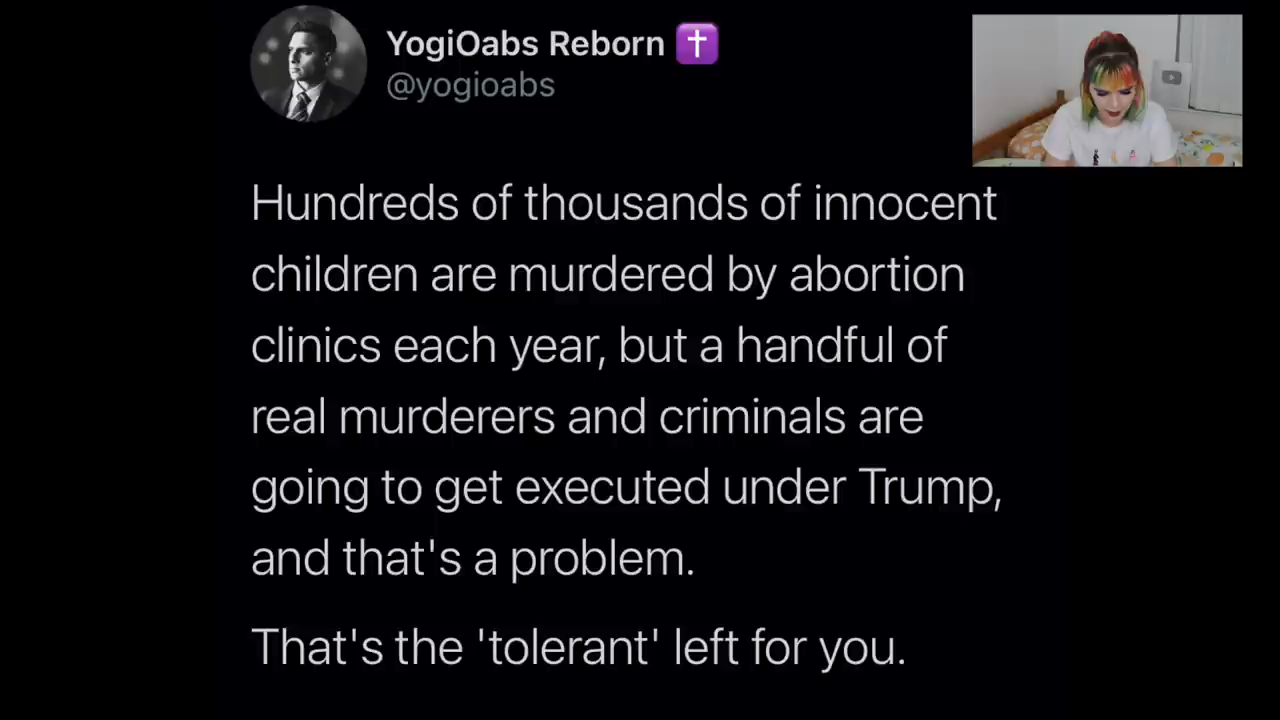 YogiOabs Reborn ✝️
@yogioabs
Hundreds of thousands of innocent
children are murdered by abortion
clinics each year, but a handful of
real murderers and criminals are
going to get executed under Trump,
and that's a problem.
That's the 'tolerant' left for you.